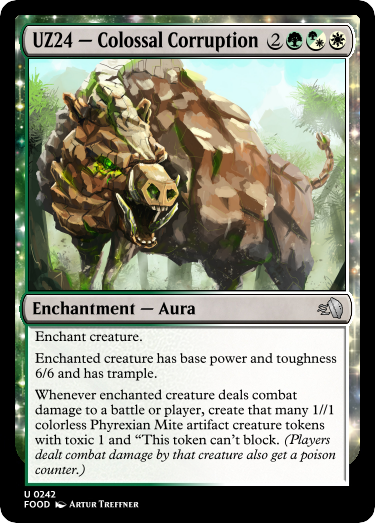 UZ24 — Colossal Corruption 2
Enchantment — Aura
Enchant creature.
Enchanted creature has base power and toughness
6/6 and has trample.
Whenever enchanted creature deals combat
damage to a battle or player, create that many 1//1
colorless Phyrexian Mite artifact creature tokens
with toxic 1 and “This token can’t block. (Players
dealt combat damage by that creature also get a poison
counter.)
U 0242
FOOD Artur Treffner